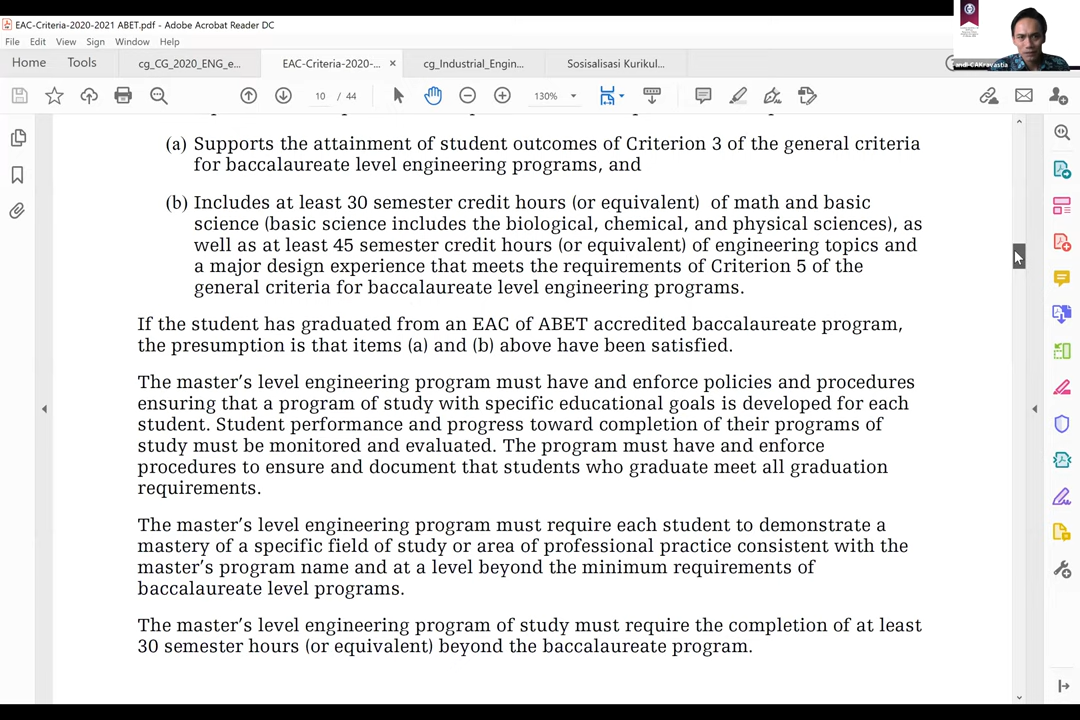 EAC-Criteria-2020-2021 ABET.pdf - Adobe Acrobat Reader DC
File Edit View Sign Window Help
Home Tools cg_CG_2020_ENG_e... EAC-Criteria-2020-... × cg_Industrial_Engin... Sosisalisasi Kurikul...
10 / 44 130%
(a) Supports the attainment of student outcomes of Criterion 3 of the general criteria
for baccalaureate level engineering programs, and
(b) Includes at least 30 semester credit hours (or equivalent) of math and basic
science (basic science includes the biological, chemical, and physical sciences), as
well as at least 45 semester credit hours (or equivalent) of engineering topics and
a major design experience that meets the requirements of Criterion 5 of the
general criteria for baccalaureate level engineering programs.
If the student has graduated from an EAC of ABET accredited baccalaureate program,
the presumption is that items (a) and (b) above have been satisfied.
The master's level engineering program must have and enforce policies and procedures
ensuring that a program of study with specific educational goals is developed for each
student. Student performance and progress toward completion of their programs of
study must be monitored and evaluated. The program must have and enforce
procedures to ensure and document that students who graduate meet all graduation
requirements.
The master's level engineering program must require each student to demonstrate a
mastery of a specific field of study or area of professional practice consistent with the
master's program name and at a level beyond the minimum requirements of
baccalaureate level programs.
The master's level engineering program of study must require the completion of at least
30 semester hours (or equivalent) beyond the baccalaureate program.